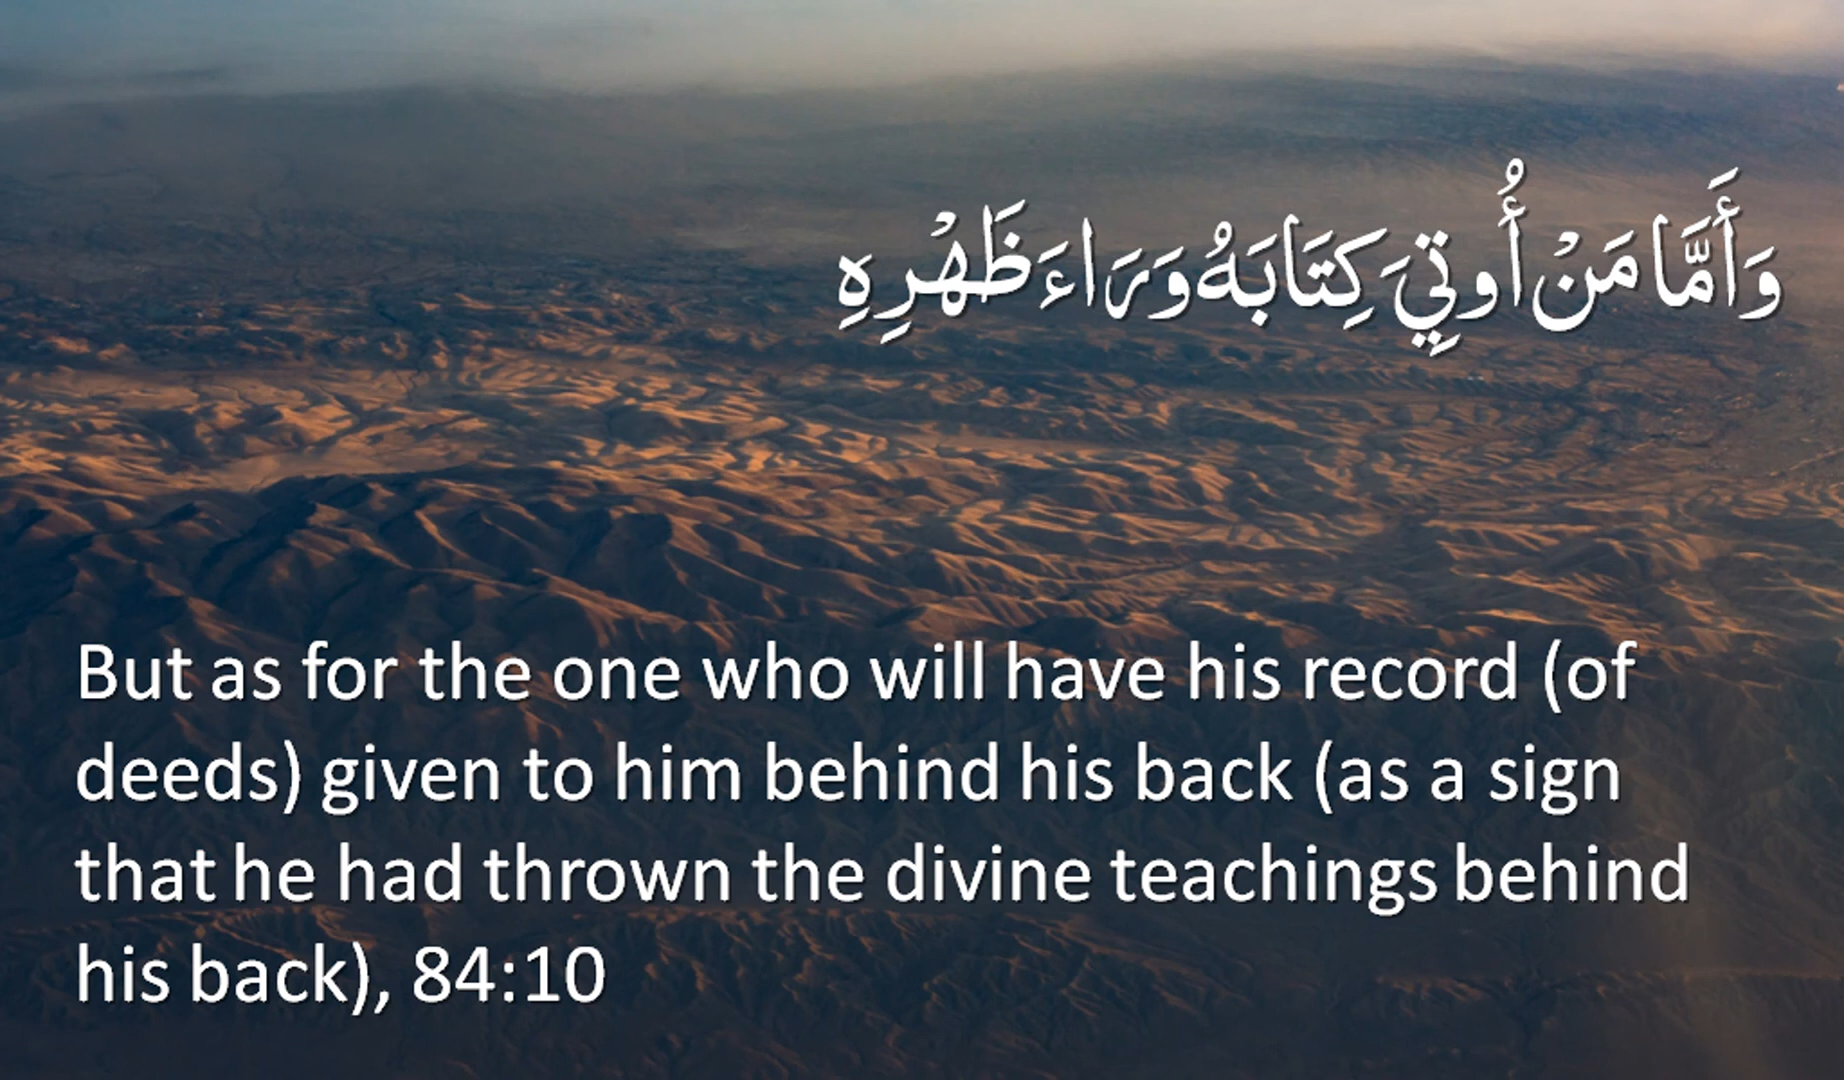 وَأَمَّا مَنْ أُوتِيَ كِتَابَهُ وَرَاءَ ظَهْرِهِ
But as for the one who will have his record (of
deeds) given to him behind his back (as a sign
that he had thrown the divine teachings behind
his back), 84:10